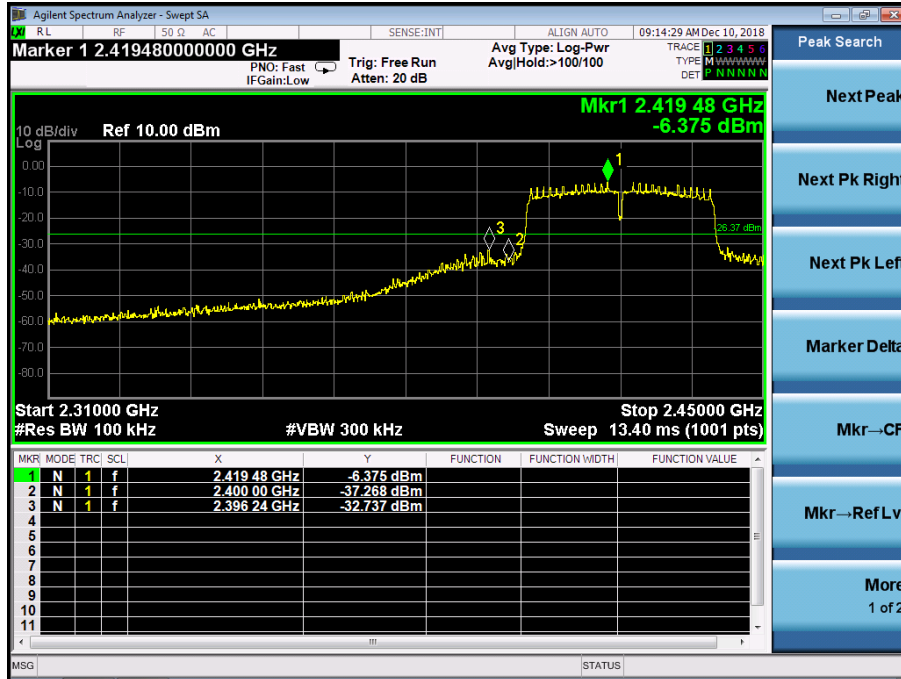 Agilent Spectrum Analyzer - Swept SA
LXI RL RF 50 Ω AC SENSE:INT ALIGN AUTO 09:14:29 AM Dec 10, 2018
Marker 1 2.419480000000 GHz
PNO: Fast
IFGain:Low
Trig: Free Run
Atten: 20 dB
Avg Type: Log-Pwr
Avg|Hold:>100/100
TRACE 1 2 3 4 5 6
TYPE M WWWWW
DET P N N N N N
Peak Search
Next Peak
Next Pk Right
Next Pk Left
Marker Delta
Mkr→CF
Mkr→Ref Lv
More
1 of 2
Mkr1 2.419 48 GHz
-6.375 dBm
10 dB/div Ref 10.00 dBm
Log
0.00
-10.0
-20.0
-30.0
-40.0
-50.0
-60.0
-70.0
-80.0
1
3
2
-26.37 dBm
Start 2.31000 GHz Stop 2.45000 GHz
#Res BW 100 kHz #VBW 300 kHz Sweep 13.40 ms (1001 pts)
MKR MODE TRC SCL X Y FUNCTION FUNCTION WIDTH FUNCTION VALUE
1 N 1 f 2.419 48 GHz -6.375 dBm
2 N 1 f 2.400 00 GHz -37.268 dBm
3 N 1 f 2.396 24 GHz -32.737 dBm
4
5
6
7
8
9
10
11
MSG STATUS